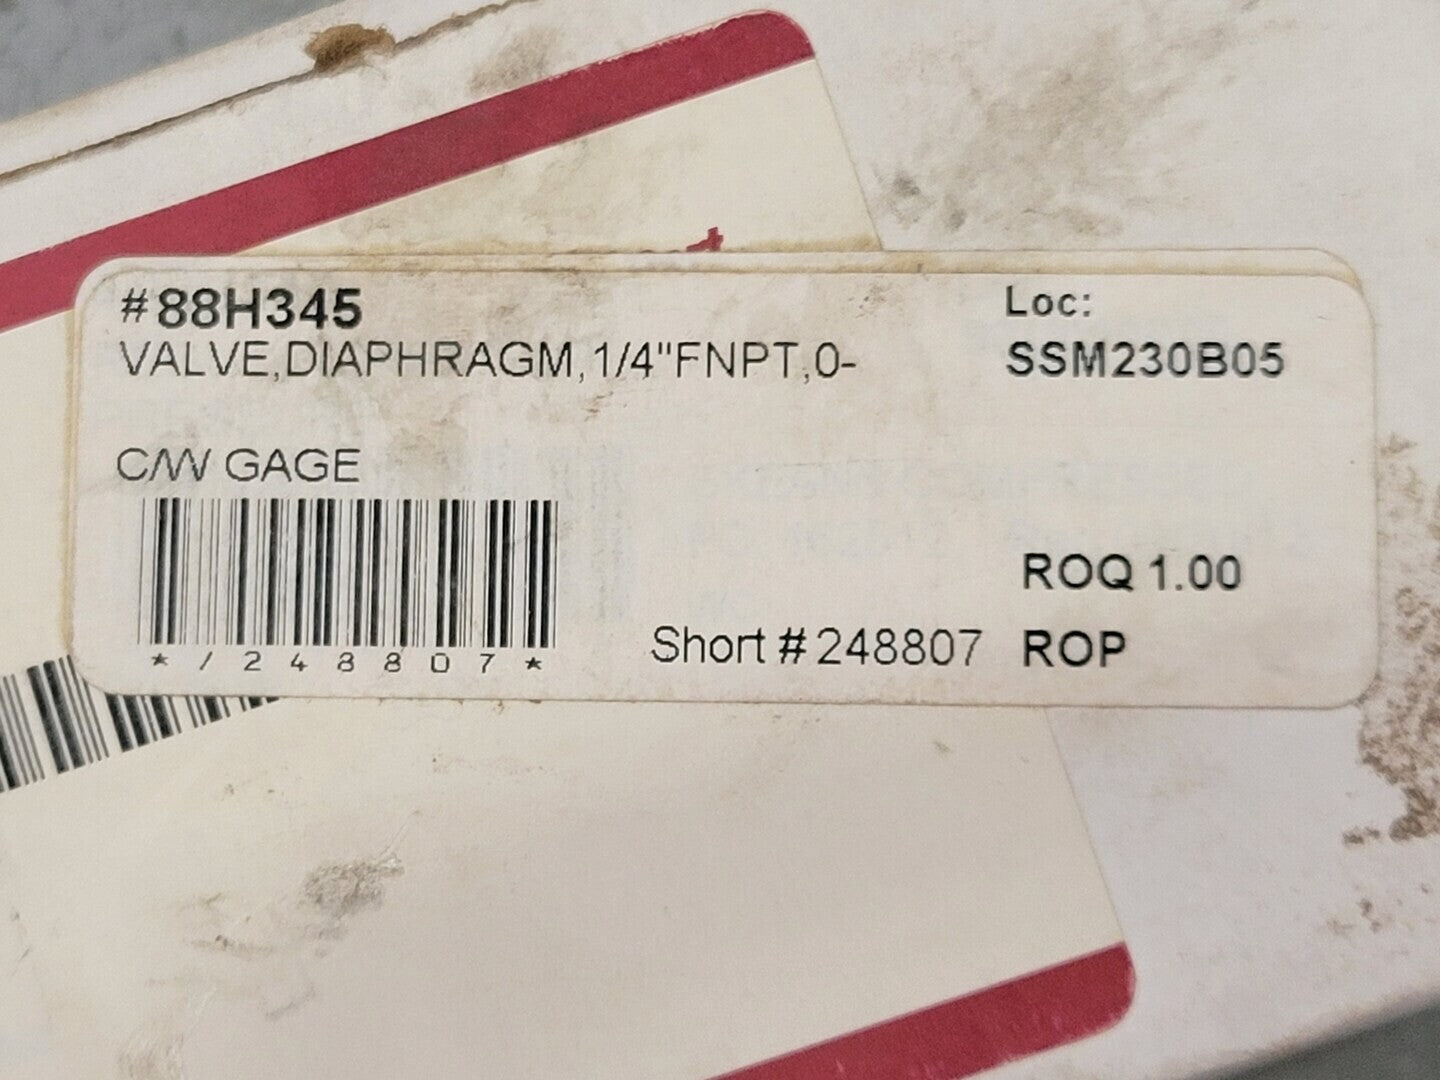 #88H345
VALVE,DIAPHRAGM,1/4"FNPT,0-
C/W GAGE
*/248807*
Short # 248807
Loc:
SSM230B05
ROQ 1.00
ROP